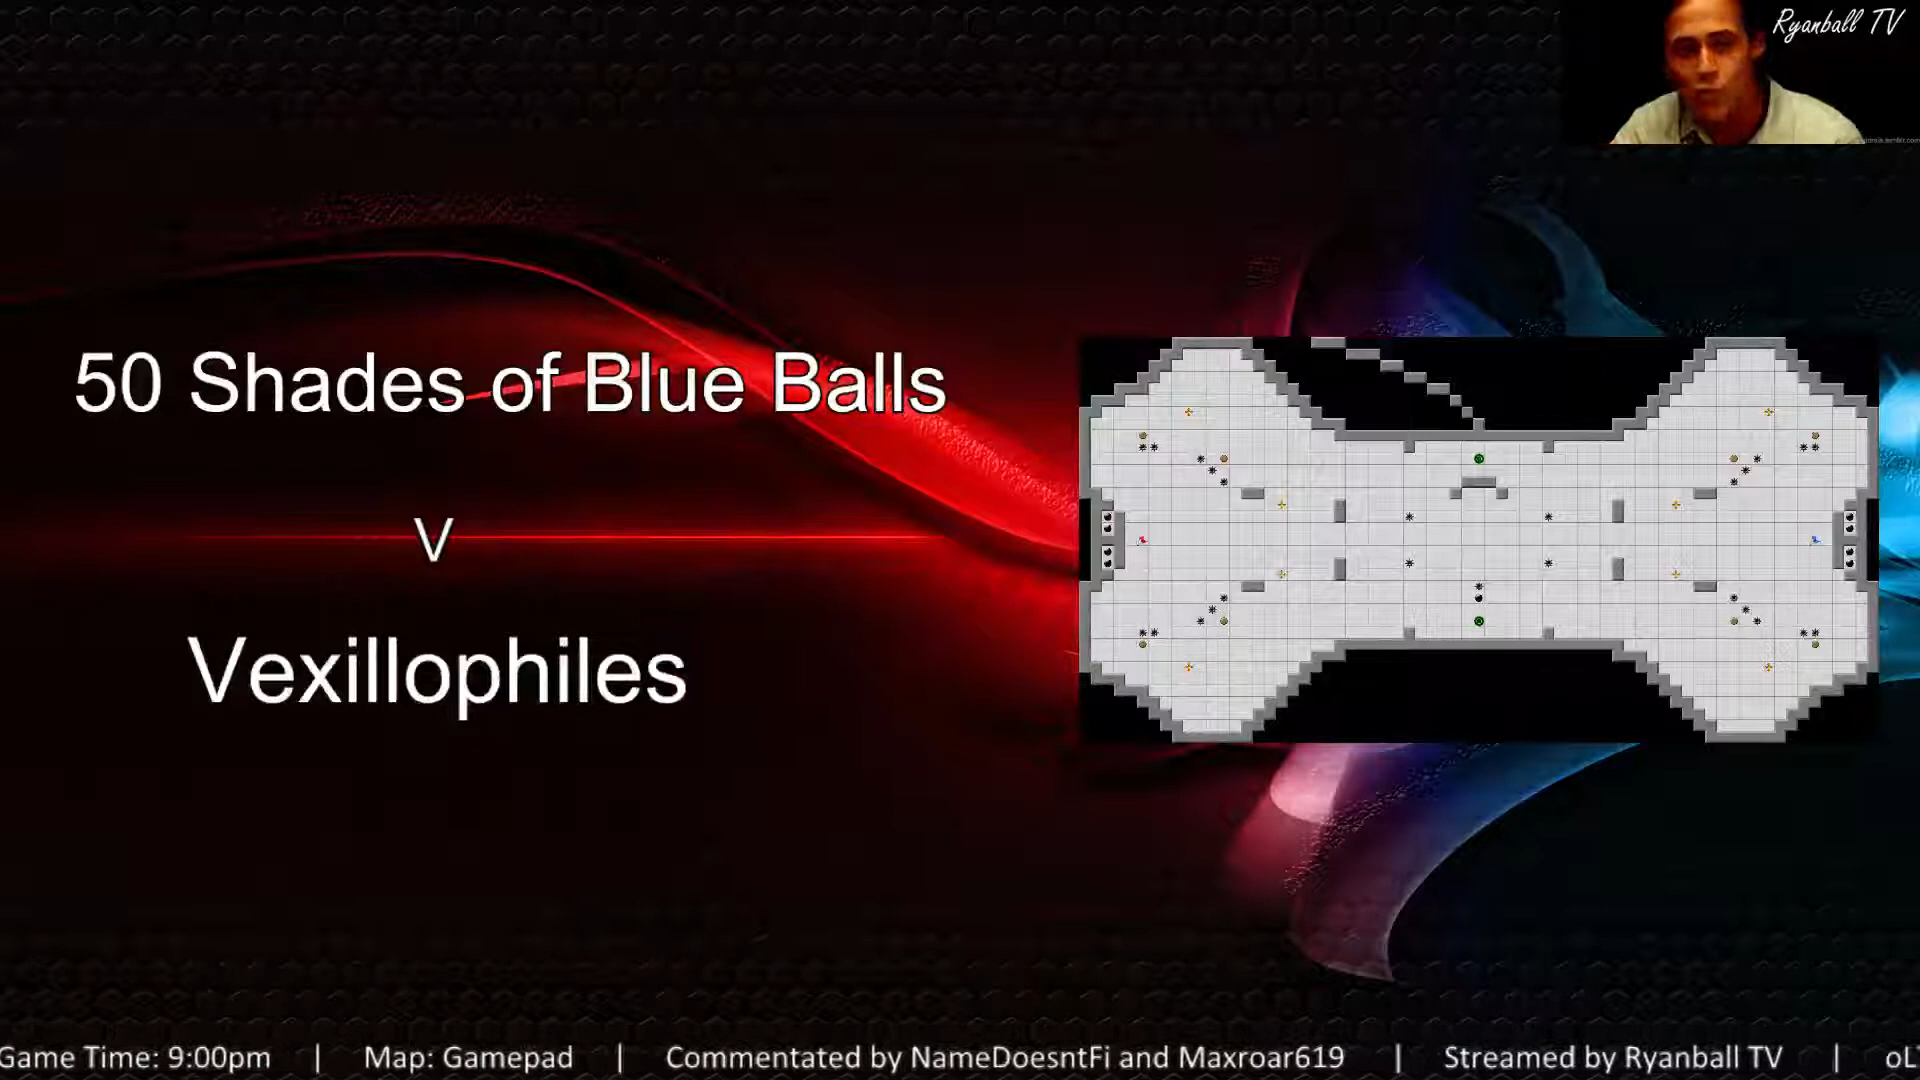 Ryanball TV
50 Shades of Blue Balls
V
Vexillophiles
Game Time: 9:00pm | Map: Gamepad | Commentated by NameDoesntFi and Maxroar619 | Streamed by Ryanball TV | oL